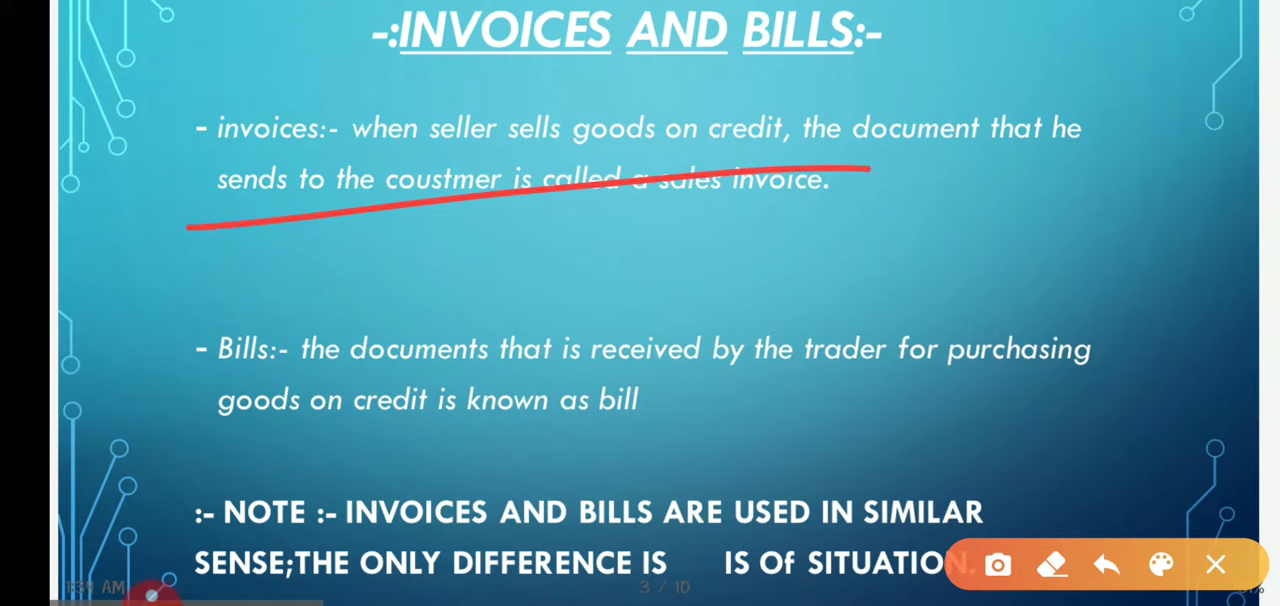 -:INVOICES AND BILLS:-
- invoices:- when seller sells goods on credit, the document that he
sends to the coustmer is called a sales invoice.
- Bills:- the documents that is received by the trader for purchasing
goods on credit is known as bill
:- NOTE :- INVOICES AND BILLS ARE USED IN SIMILAR
SENSE;THE ONLY DIFFERENCE IS IS Of SITUATION.
3 / 10